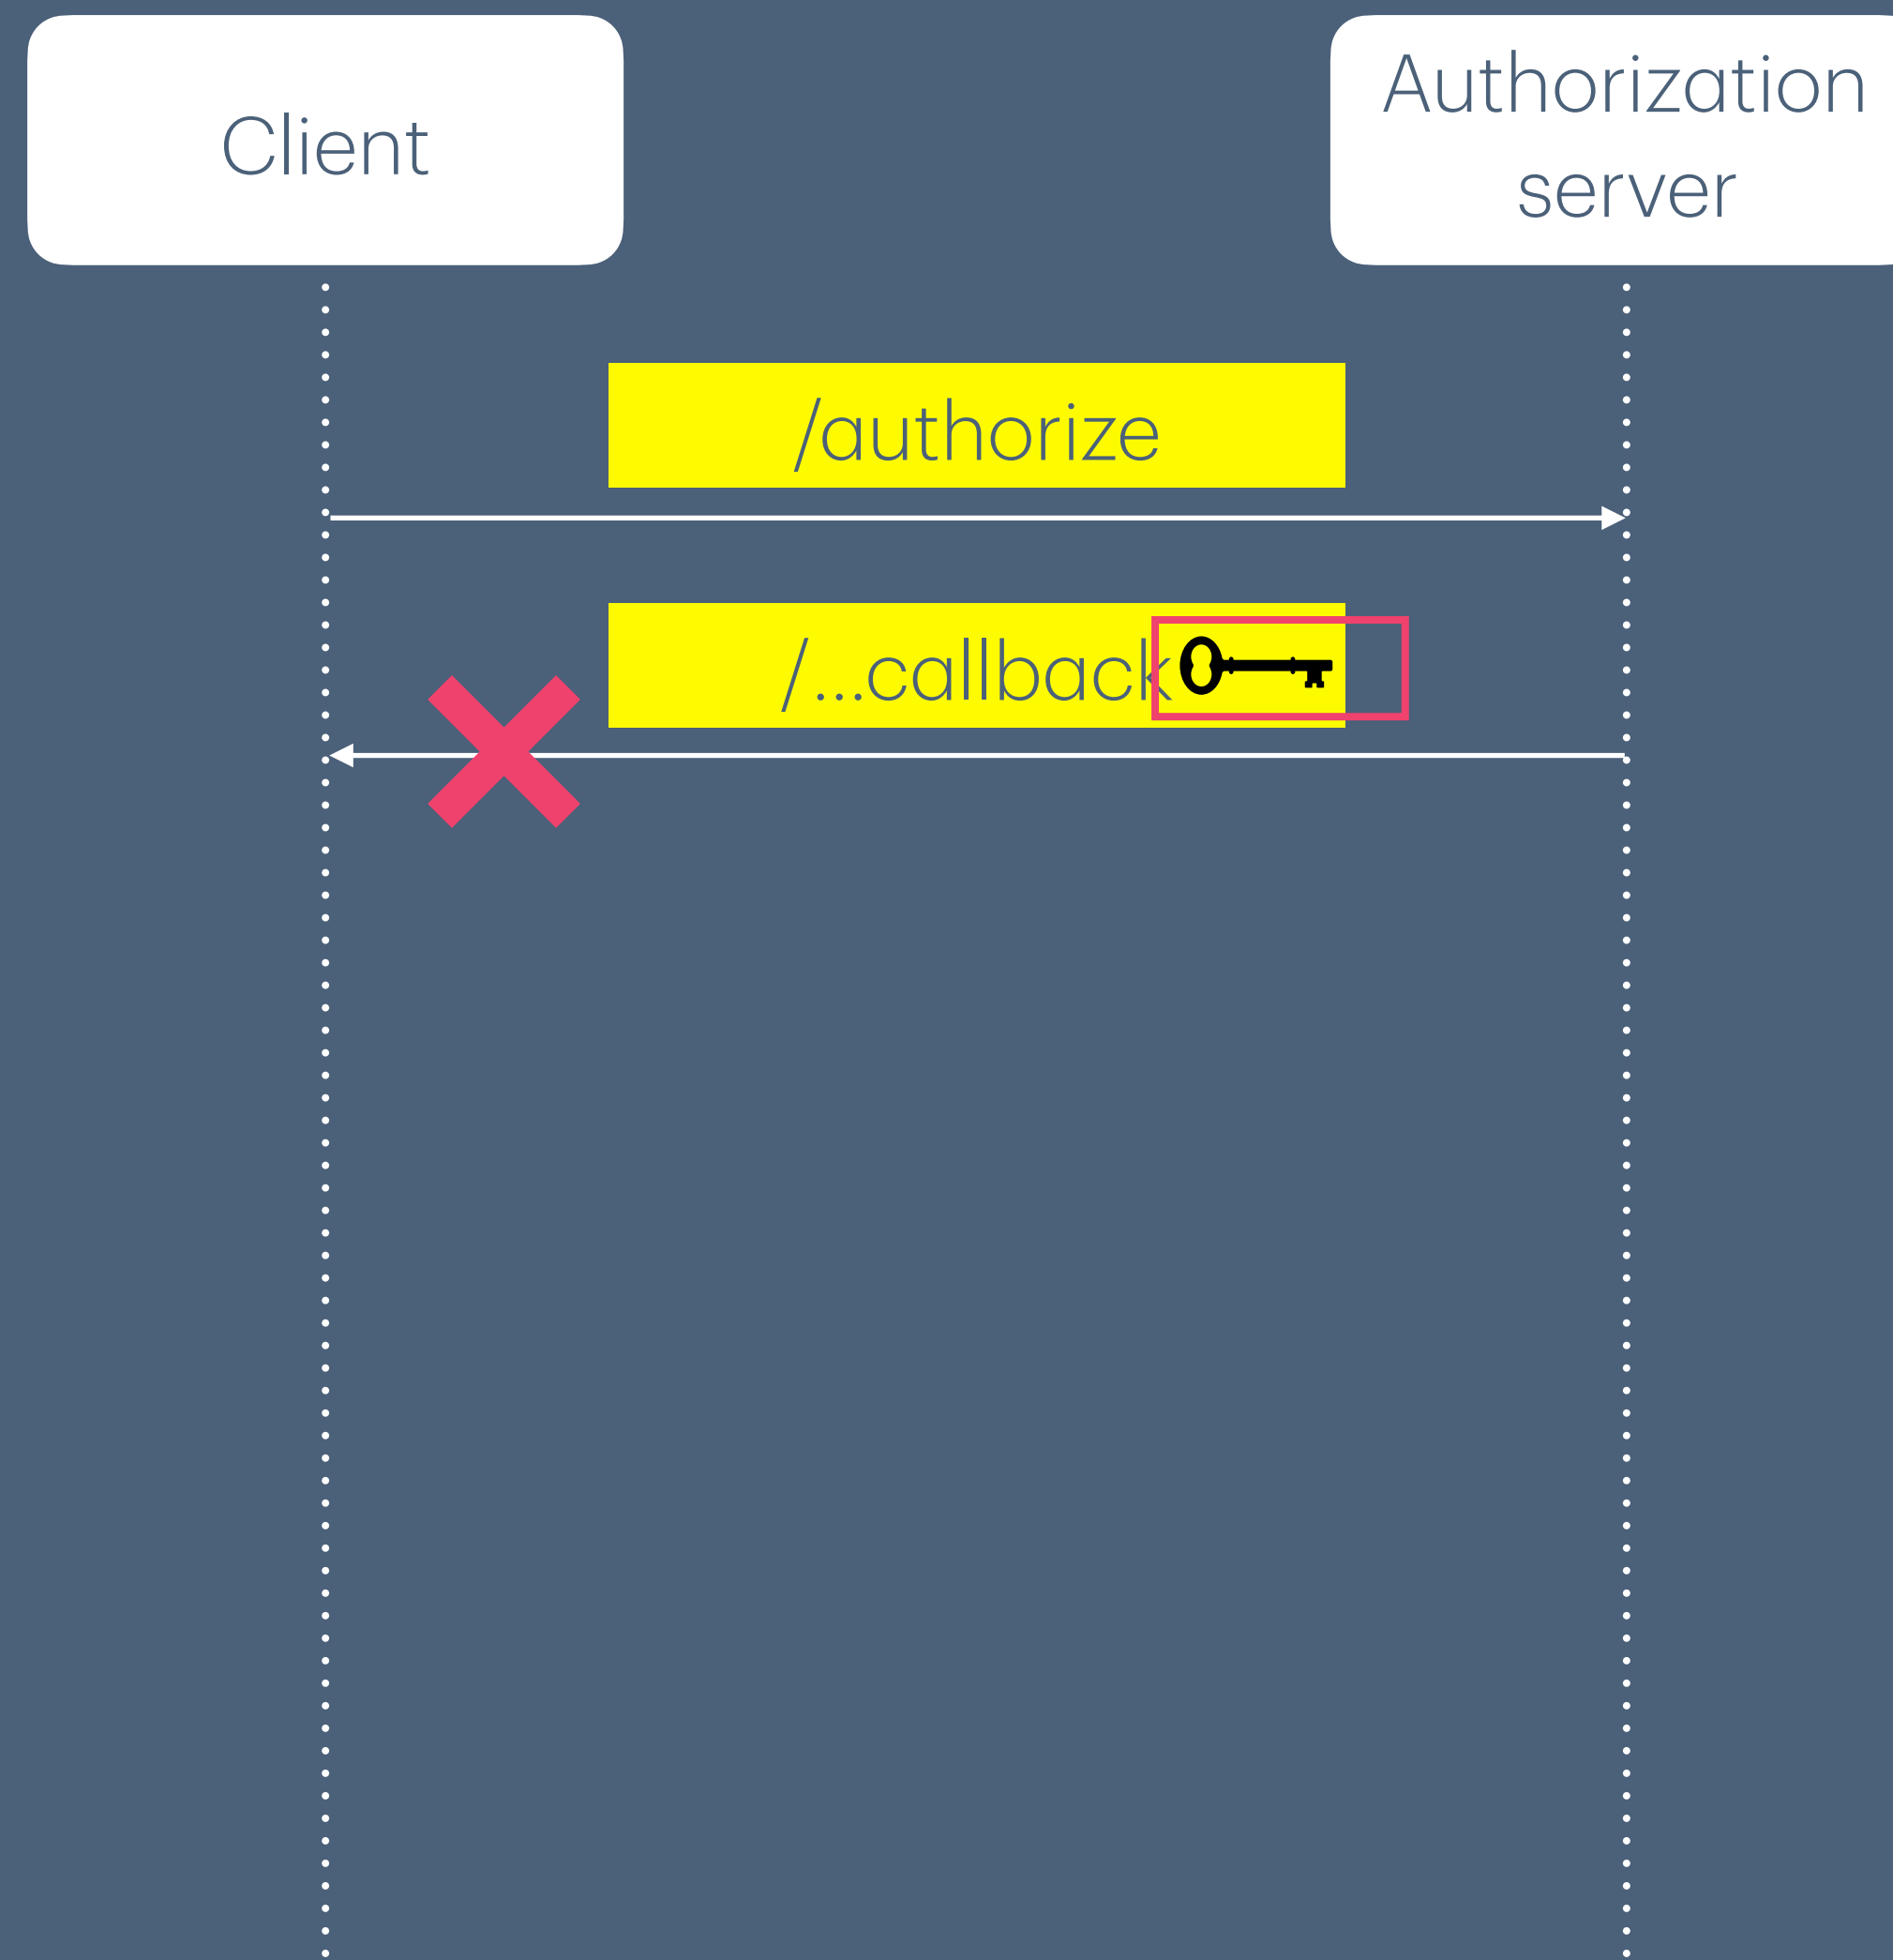 Client
Authorization
server
/authorize
/...callback